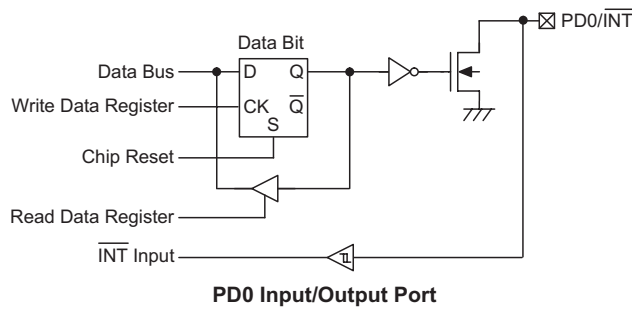 PD0/INT
Data Bit
Data Bus
D
Q
Write Data Register
CK
Q
S
Chip Reset
Read Data Register
INT Input
PD0 Input/Output Port